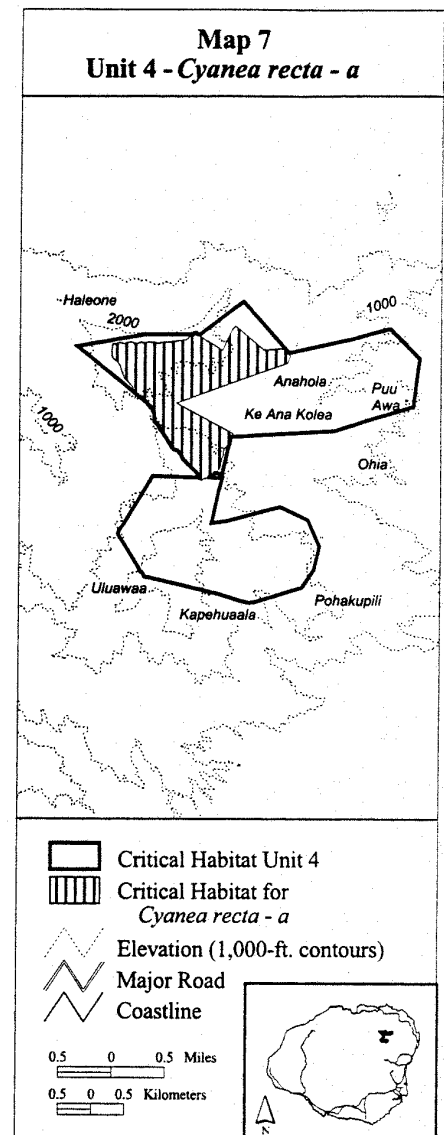 Map 7
Unit 4 - Cyanea recta - a
Haleone
2000
1000
Anahola
Puu
Awa
Ke Ana Kolea
1000
Ohia
Uluawaa
Kapehuaala
Pohakupili
Critical Habitat Unit 4
Critical Habitat for
Cyanea recta - a
Elevation (1,000-ft. contours)
Major Road
Coastline
0.5 0 0.5 Miles
0.5 0 0.5 Kilometers
N